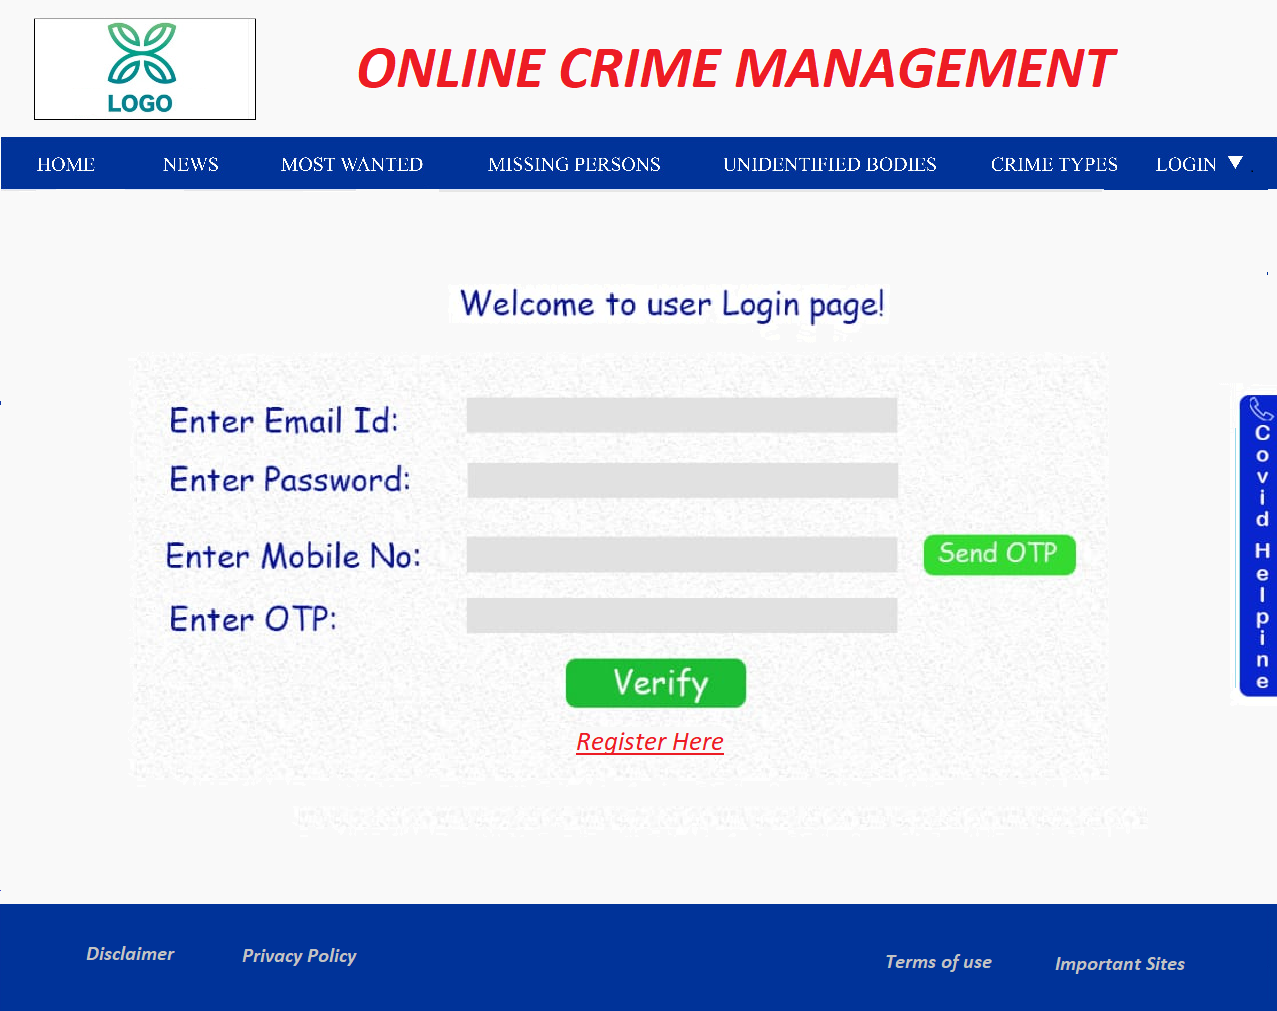 LOGO
ONLINE CRIME MANAGEMENT
HOME NEWS MOST WANTED MISSING PERSONS UNIDENTIFIED BODIES CRIME TYPES LOGIN ▼
Welcome to user Login page!
Enter Email Id:
Enter Password:
Enter Mobile No: Send OTP
Enter OTP:
Verify
Register Here
Covid Helpine
Disclaimer Privacy Policy Terms of use Important Sites